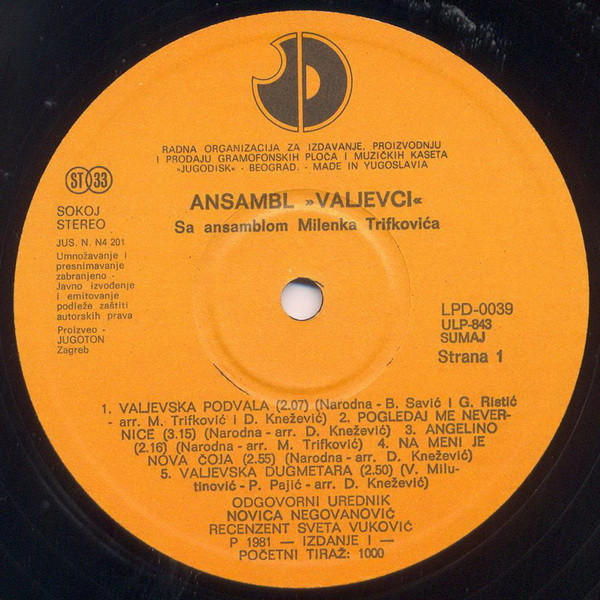 RADNA ORGANIZACIJA ZA IZDAVANJE, PROIZVODNJU
I PRODAJU GRAMOFONSKIH PLOČA I MUZIČKIH KASETA
»JUGODISK« - BEOGRAD. - MADE IN YUGOSLAVIA
ST 33
ANSAMBL »VALJEVCI«
Sa ansamblom Milenka Trifkovića
SOKOJ
STEREO
JUS. N. N4 201
Umnožavanje i
presnimavanje
zabranjeno -
Javno izvođenje
i emitovanje
podleže zaštiti
autorskih prava
Proizveo -
JUGOTON
Zagreb
LPD-0039
ULP-843
SUMAJ
Strana 1
1. VALJEVSKA PODVALA (2.07) (Narodna - B. Savić i G. Ristić
- arr. M. Trifković i D. Knežević) 2. POGLEDAJ ME NEVER-
NICE (3.15) (Narodna - arr. D. Knežević) 3. ANGELINO
(2.16) (Narodna - arr. M. Trifković) 4. NA MENI JE
NOVA ČOJA (2.55) (Narodna - arr. D. Knežević)
5. VALJEVSKA DUGMETARA (2.50) (V. Milu-
tinović - P. Pajić - arr. D. Knežević)
ODGOVORNI UREDNIK
NOVICA NEGOVANOVIĆ
RECENZENT SVETA VUKOVIĆ
P 1981 — IZDANJE I —
POČETNI TIRAŽ: 1000